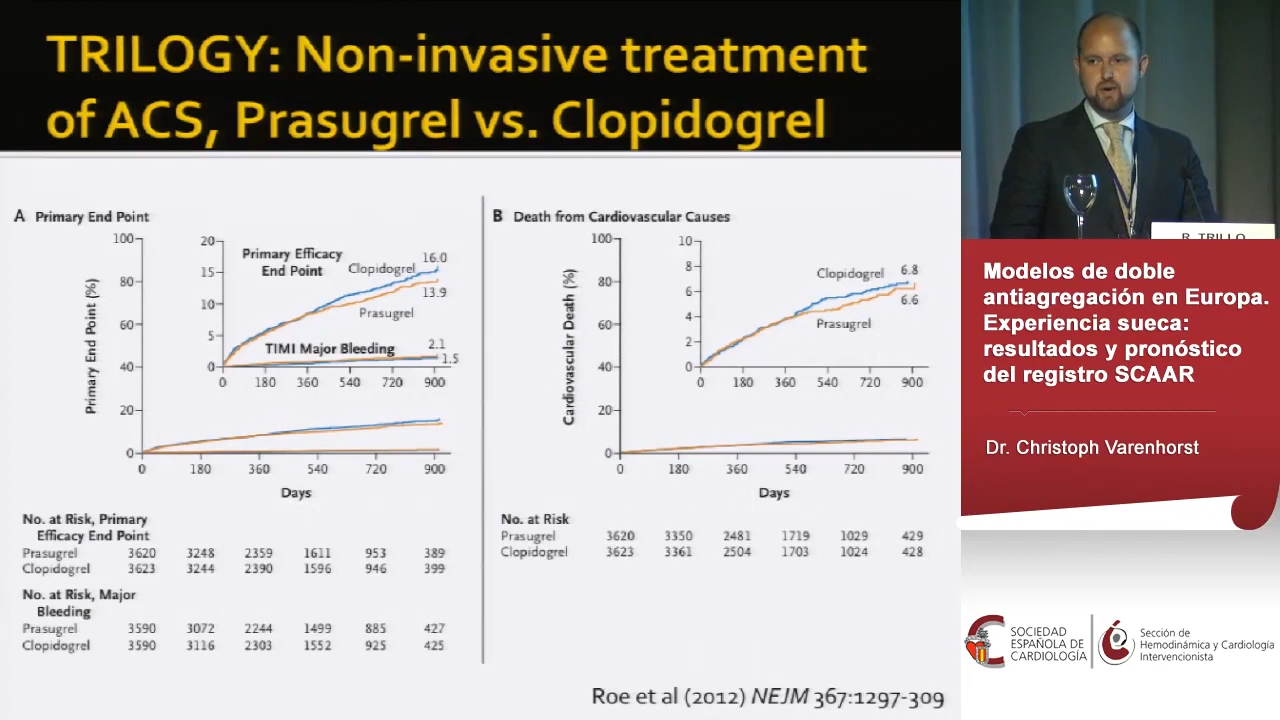 TRILOGY: Non-invasive treatment
of ACS, Prasugrel vs. Clopidogrel
A Primary End Point
Primary End Point (%)
100
80
60
40
20
0
20
15
10
5
0
Primary Efficacy
End Point
Clopidogrel
16.0
13.9
Prasugrel
TIMI Major Bleeding
2.1
1.5
0 180 360 540 720 900
0 180 360 540 720 900
Days
No. at Risk, Primary
Efficacy End Point
Prasugrel 3620 3248 2359 1611 953 389
Clopidogrel 3623 3244 2390 1596 946 399
No. at Risk, Major
Bleeding
Prasugrel 3590 3072 2244 1499 885 427
Clopidogrel 3590 3116 2303 1552 925 425
B Death from Cardiovascular Causes
Cardiovascular Death (%)
100
80
60
40
20
0
10
8
6
4
2
0
Clopidogrel
6.8
6.6
Prasugrel
0 180 360 540 720 900
0 180 360 540 720 900
Days
No. at Risk
Prasugrel 3620 3350 2481 1719 1029 429
Clopidogrel 3623 3361 2504 1703 1024 428
Roe et al (2012) NEJM 367:1297-309
R. TRILLO
Modelos de doble
antiagregación en Europa.
Experiencia sueca:
resultados y pronóstico
del registro SCAAR
Dr. Christoph Varenhorst
SOCIEDAD
ESPAÑOLA DE
CARDIOLOGÍA
Sección de
Hemodinámica y Cardiología
Intervencionista